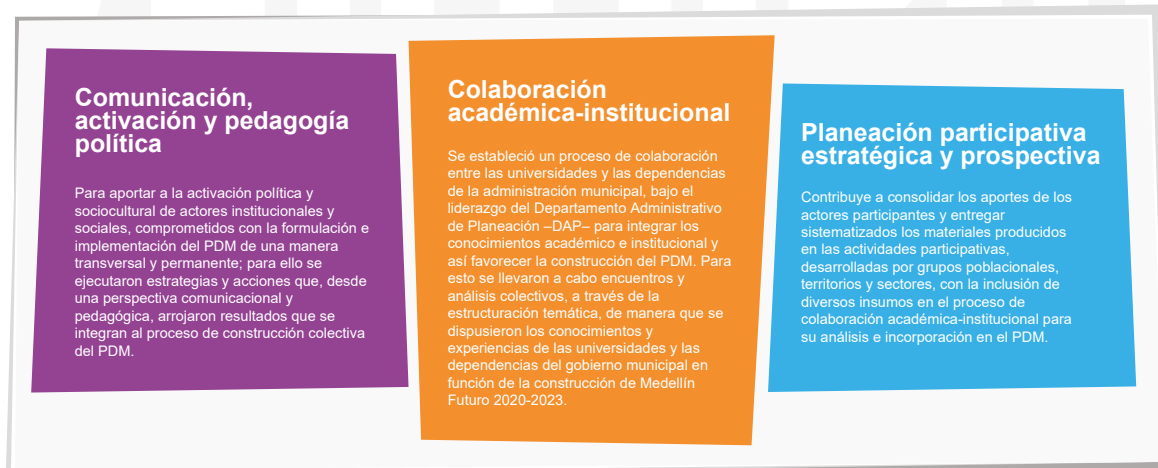 Comunicación,
activación y pedagogía
política
Para aportar a la activación política y
sociocultural de actores institucionales y
sociales, comprometidos con la formulación e
implementación del PDM de una manera
transversal y permanente; para ello se
ejecutaron estrategias y acciones que, desde
una perspectiva comunicacional y
pedagógica, arrojaron resultados que se
integran al proceso de construcción colectiva
del PDM.
Colaboración
académica-institucional
Se estableció un proceso de colaboración
entre las universidades y las dependencias
de la administración municipal, bajo el
liderazgo del Departamento Administrativo
de Planeación –DAP– para integrar los
conocimientos académico e institucional y
así favorecer la construcción del PDM. Para
esto se llevaron a cabo encuentros y
análisis colectivos, a través de la
estructuración temática, de manera que se
dispusieron los conocimientos y
experiencias de las universidades y las
dependencias del gobierno municipal en
función de la construcción de Medellín
Futuro 2020-2023.
Planeación participativa
estratégica y prospectiva
Contribuye a consolidar los aportes de los
actores participantes y entregar
sistematizados los materiales producidos
en las actividades participativas,
desarrolladas por grupos poblacionales,
territorios y sectores, con la inclusión de
diversos insumos en el proceso de
colaboración académica-institucional para
su análisis e incorporación en el PDM.